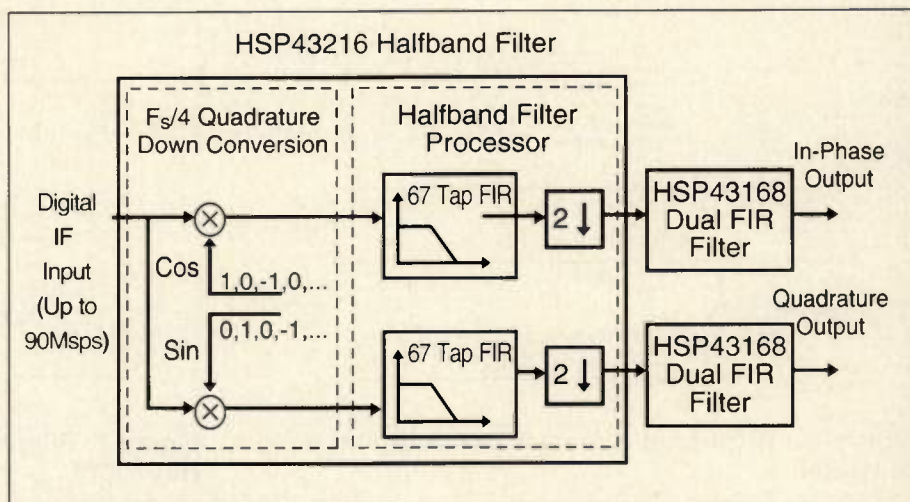 HSP43216 Halfband Filter
Fs/4 Quadrature
Down Conversion
Halfband Filter
Processor
Digital
IF
Input
(Up to
90Msps)
Cos
1,0,-1,0,...
Sin
0,1,0,-1,...
67 Tap FIR
2
HSP43168
Dual FIR
Filter
In-Phase
Output
67 Tap FIR
2
HSP43168
Dual FIR
Filter
Quadrature
Output